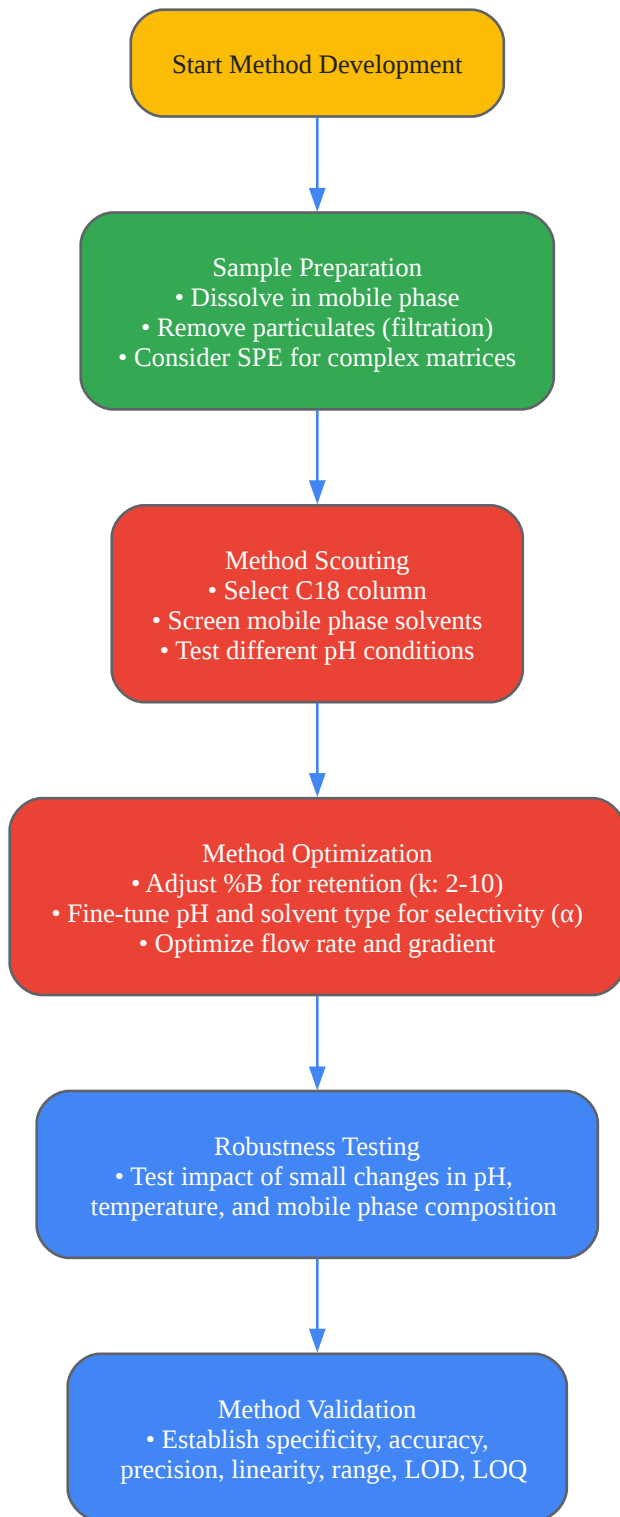 Start Method Development
Sample Preparation
• Dissolve in mobile phase
• Remove particulates (filtration)
• Consider SPE for complex matrices
Method Scouting
• Select C18 column
• Screen mobile phase solvents
• Test different pH conditions
Method Optimization
• Adjust %B for retention (k: 2-10)
• Fine-tune pH and solvent type for selectivity (α)
• Optimize flow rate and gradient
Robustness Testing
• Test impact of small changes in pH,
temperature, and mobile phase composition
Method Validation
• Establish specificity, accuracy,
precision, linearity, range, LOD, LOQ